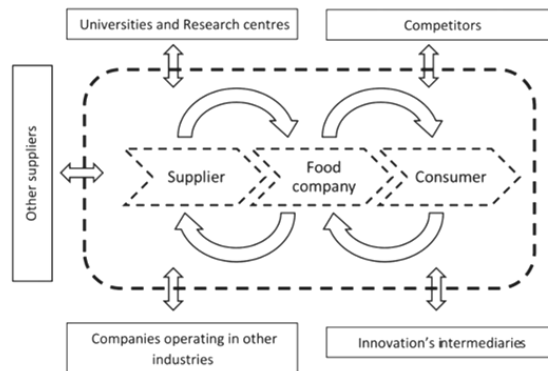 Universities and Research centres
Competitors
Other suppliers
Supplier
Food
company
Consumer
Companies operating in other
industries
Innovation's intermediaries